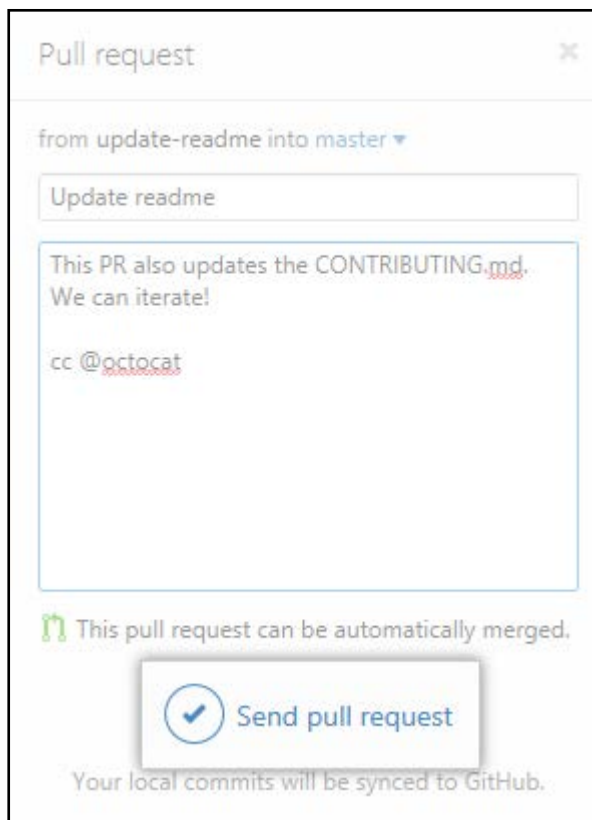 Pull request
from update-readme into master
Update readme
This PR also updates the CONTRIBUTING.md.
We can iterate!
cc @octocat
This pull request can be automatically merged.
Send pull request
Your local commits will be synced to GitHub.